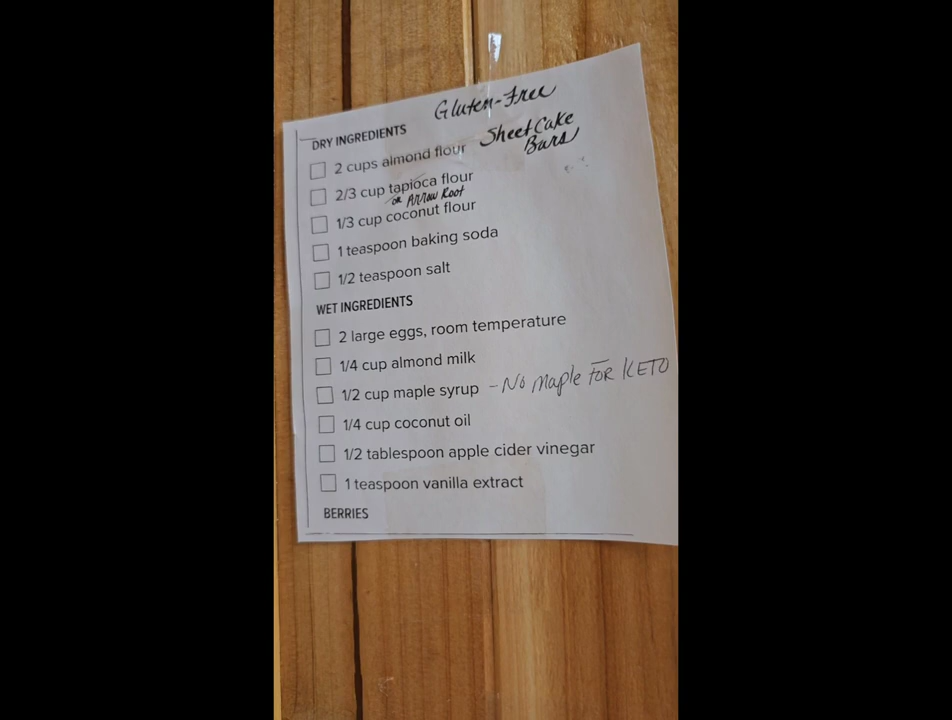 Gluten-Free
Sheet Cake
Bars
DRY INGREDIENTS
2 cups almond flour
2/3 cup tapioca flour
or Arrow Root
1/3 cup coconut flour
1 teaspoon baking soda
1/2 teaspoon salt
WET INGREDIENTS
2 large eggs, room temperature
1/4 cup almond milk
1/2 cup maple syrup - No maple FOR KETO
1/4 cup coconut oil
1/2 tablespoon apple cider vinegar
1 teaspoon vanilla extract
BERRIES